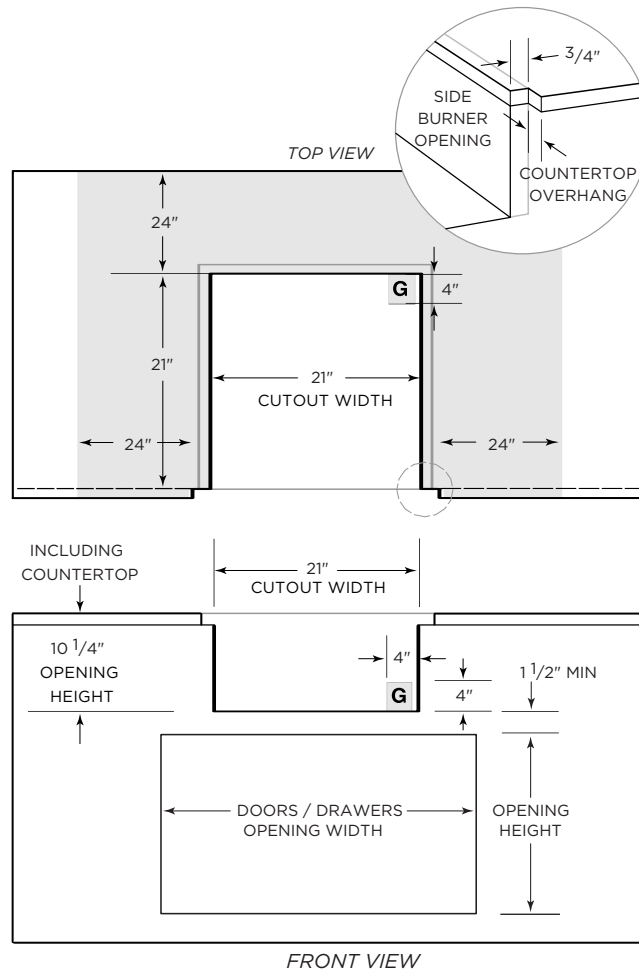 3/4"
SIDE
BURNER
OPENING
COUNTERTOP
OVERHANG
TOP VIEW
24"
G
4"
21"
21"
CUTOUT WIDTH
24"
24"
INCLUDING
COUNTERTOP
21"
CUTOUT WIDTH
10 1/4"
OPENING
HEIGHT
4"
G
4"
1 1/2" MIN
DOORS / DRAWERS
OPENING WIDTH
OPENING
HEIGHT
FRONT VIEW